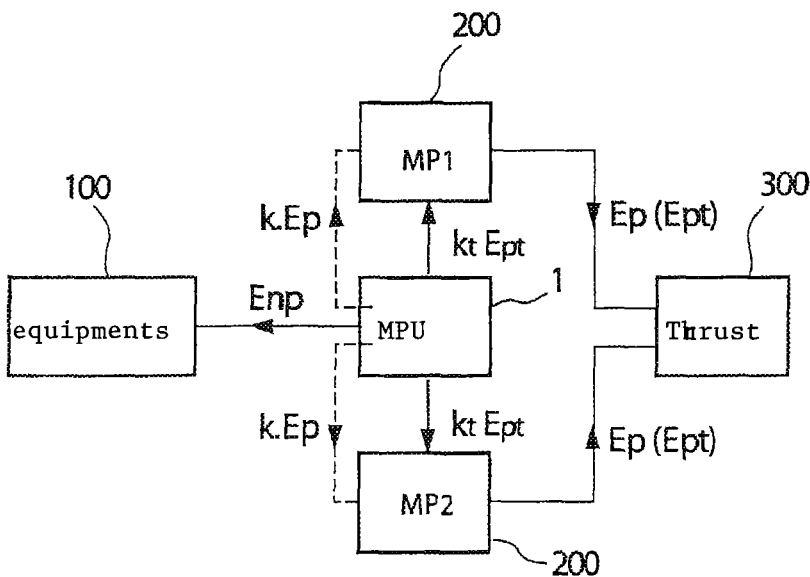 200
MP1
100
k.Ep
Ep (Ept)
300
kt Ept
Enp
1
equipments
MPU
Thrust
k.Ep
kt Ept
Ep (Ept)
MP2
200